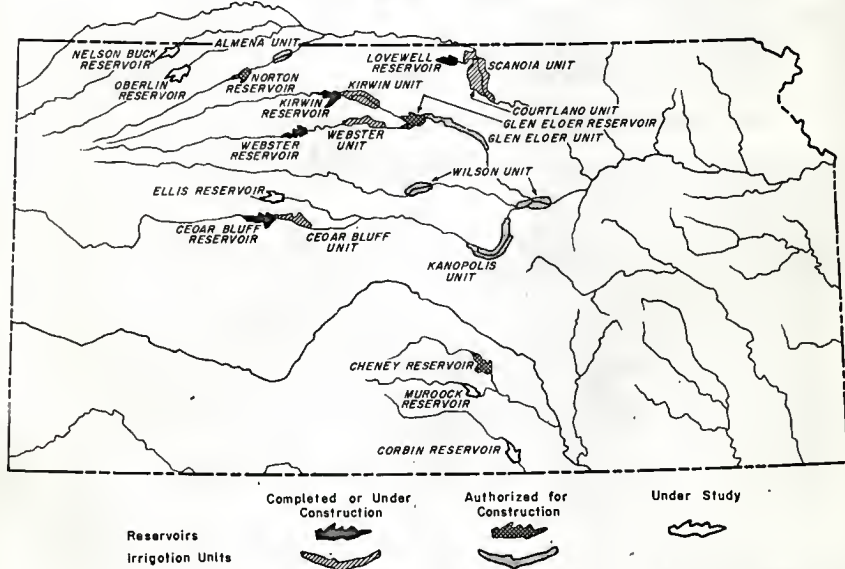 NELSON BUCK
RESERVOIR
ALMENA UNIT
OBERLIN
RESERVOIR
NORTON
RESERVOIR
LOVEWELL
RESERVOIR
SCANOIA UNIT
KIRWIN UNIT
KIRWIN
RESERVOIR
COURTLANO UNIT
GLEN ELOER RESERVOIR
GLEN ELOER UNIT
WEBSTER
RESERVOIR
WEBSTER
UNIT
WILSON UNIT
ELLIS RESERVOIR
CEOAR BLUFF
RESERVOIR
CEOAR BLUFF
UNIT
KANOPOLIS
UNIT
CHENEY RESERVOIR
MUROOCK
RESERVOIR
CORBIN RESERVOIR
Completed or Under
Construction
Authorized for
Construction
Under Study
Reservoirs
Irrigation Units